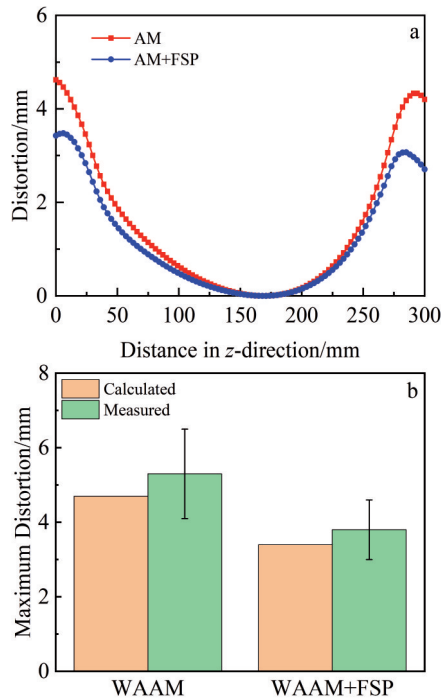 a
AM
AM+FSP
6
4
2
0
0 50 100 150 200 250 300
Distortion/mm
Distance in z-direction/mm
b
Calculated
Measured
8
6
4
2
0
WAAM WAAM+FSP
Maximum Distortion/mm